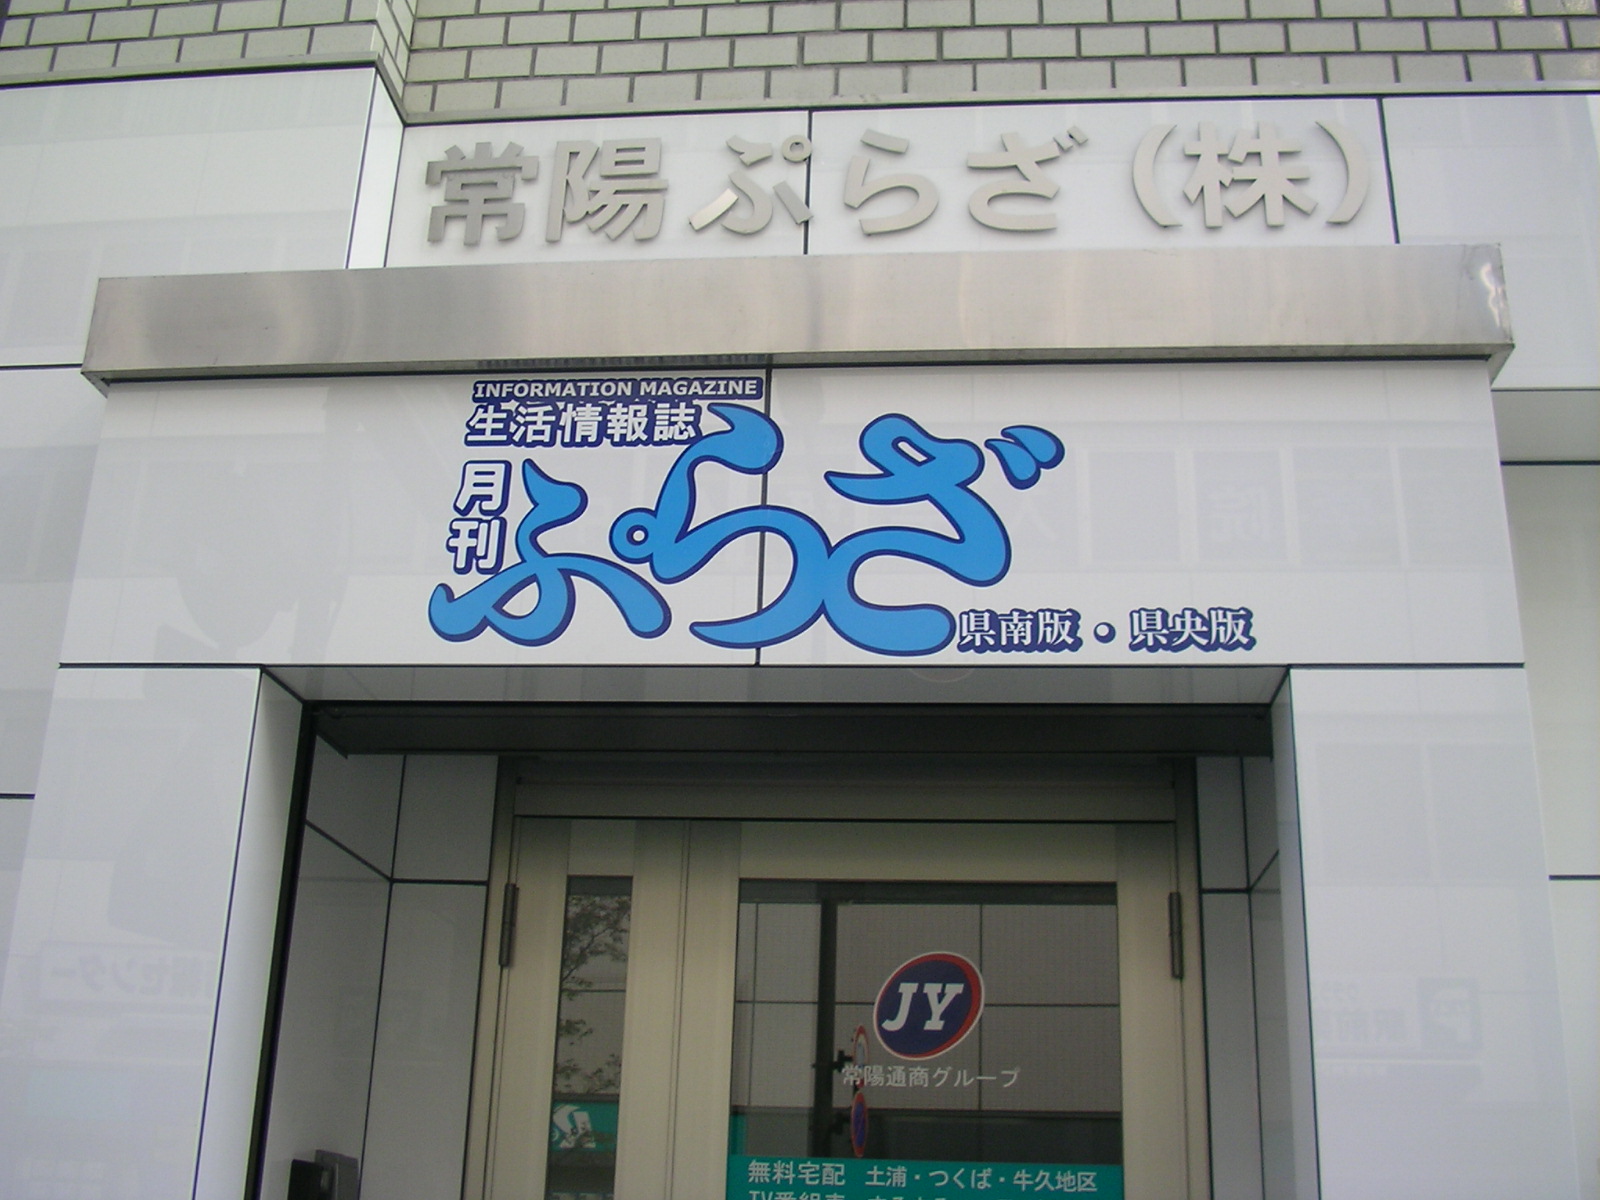 常陽ぷらざ（株）
INFORMATION MAGAZINE
生活情報誌
月刊
ぷらざ
県南版・県央版
JY
常陽通商グループ
無料宅配 土浦・つくば・牛久地区